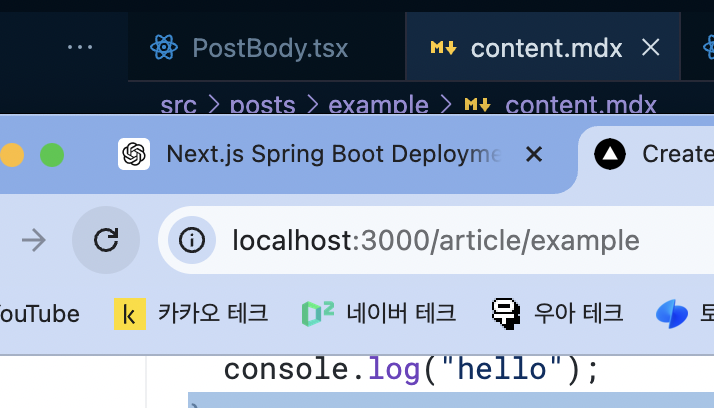 PostBody.tsx content.mdx
src posts example content.mdx
Next.js Spring Boot Deployme Create
localhost:3000/article/example
ouTube 카카오 테크 네이버 테크 우아 테크 토
console.log("hello");